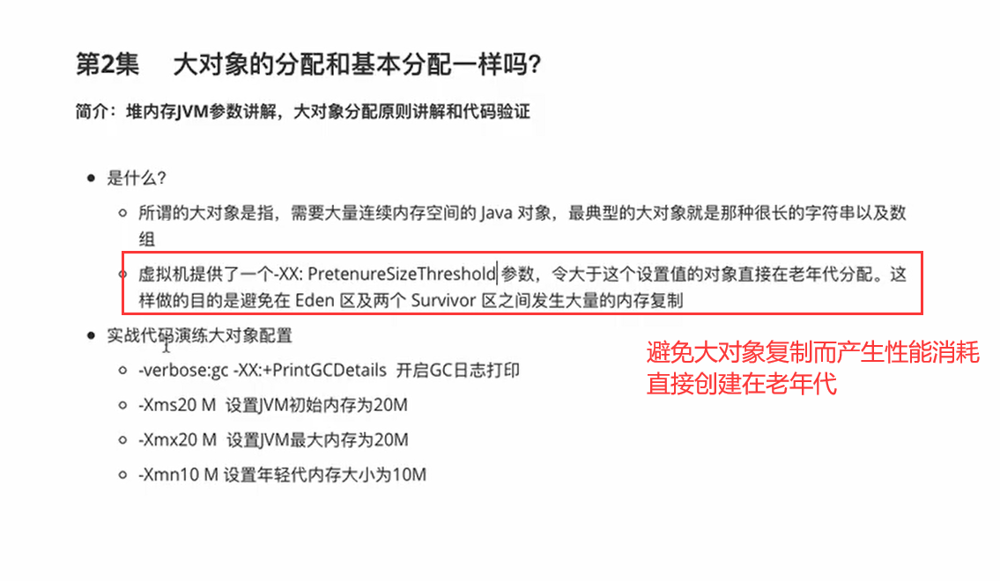 第2集 大对象的分配和基本分配一样吗?
简介：堆内存JVM参数讲解，大对象分配原则讲解和代码验证
是什么?
所谓的大对象是指，需要大量连续内存空间的 Java 对象，最典型的大对象就是那种很长的字符串以及数
组
虚拟机提供了一个-XX: PretenureSizeThreshold 参数，令大于这个设置值的对象直接在老年代分配。这
样做的目的是避免在 Eden 区及两个 Survivor 区之间发生大量的内存复制
实战代码演练大对象配置
-verbose:gc -XX:+PrintGCDetails 开启GC日志打印
-Xms20 M 设置JVM初始内存为20M
-Xmx20 M 设置JVM最大内存为20M
-Xmn10 M 设置年轻代内存大小为10M
避免大对象复制而产生性能消耗
直接创建在老年代